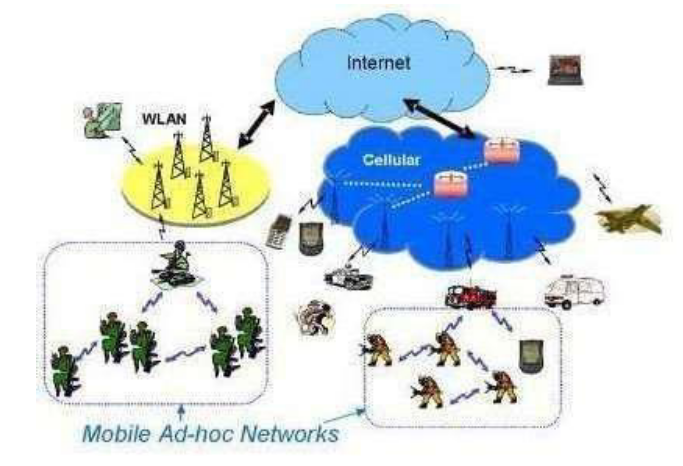 Internet
WLAN
Cellular
Mobile Ad-hoc Networks